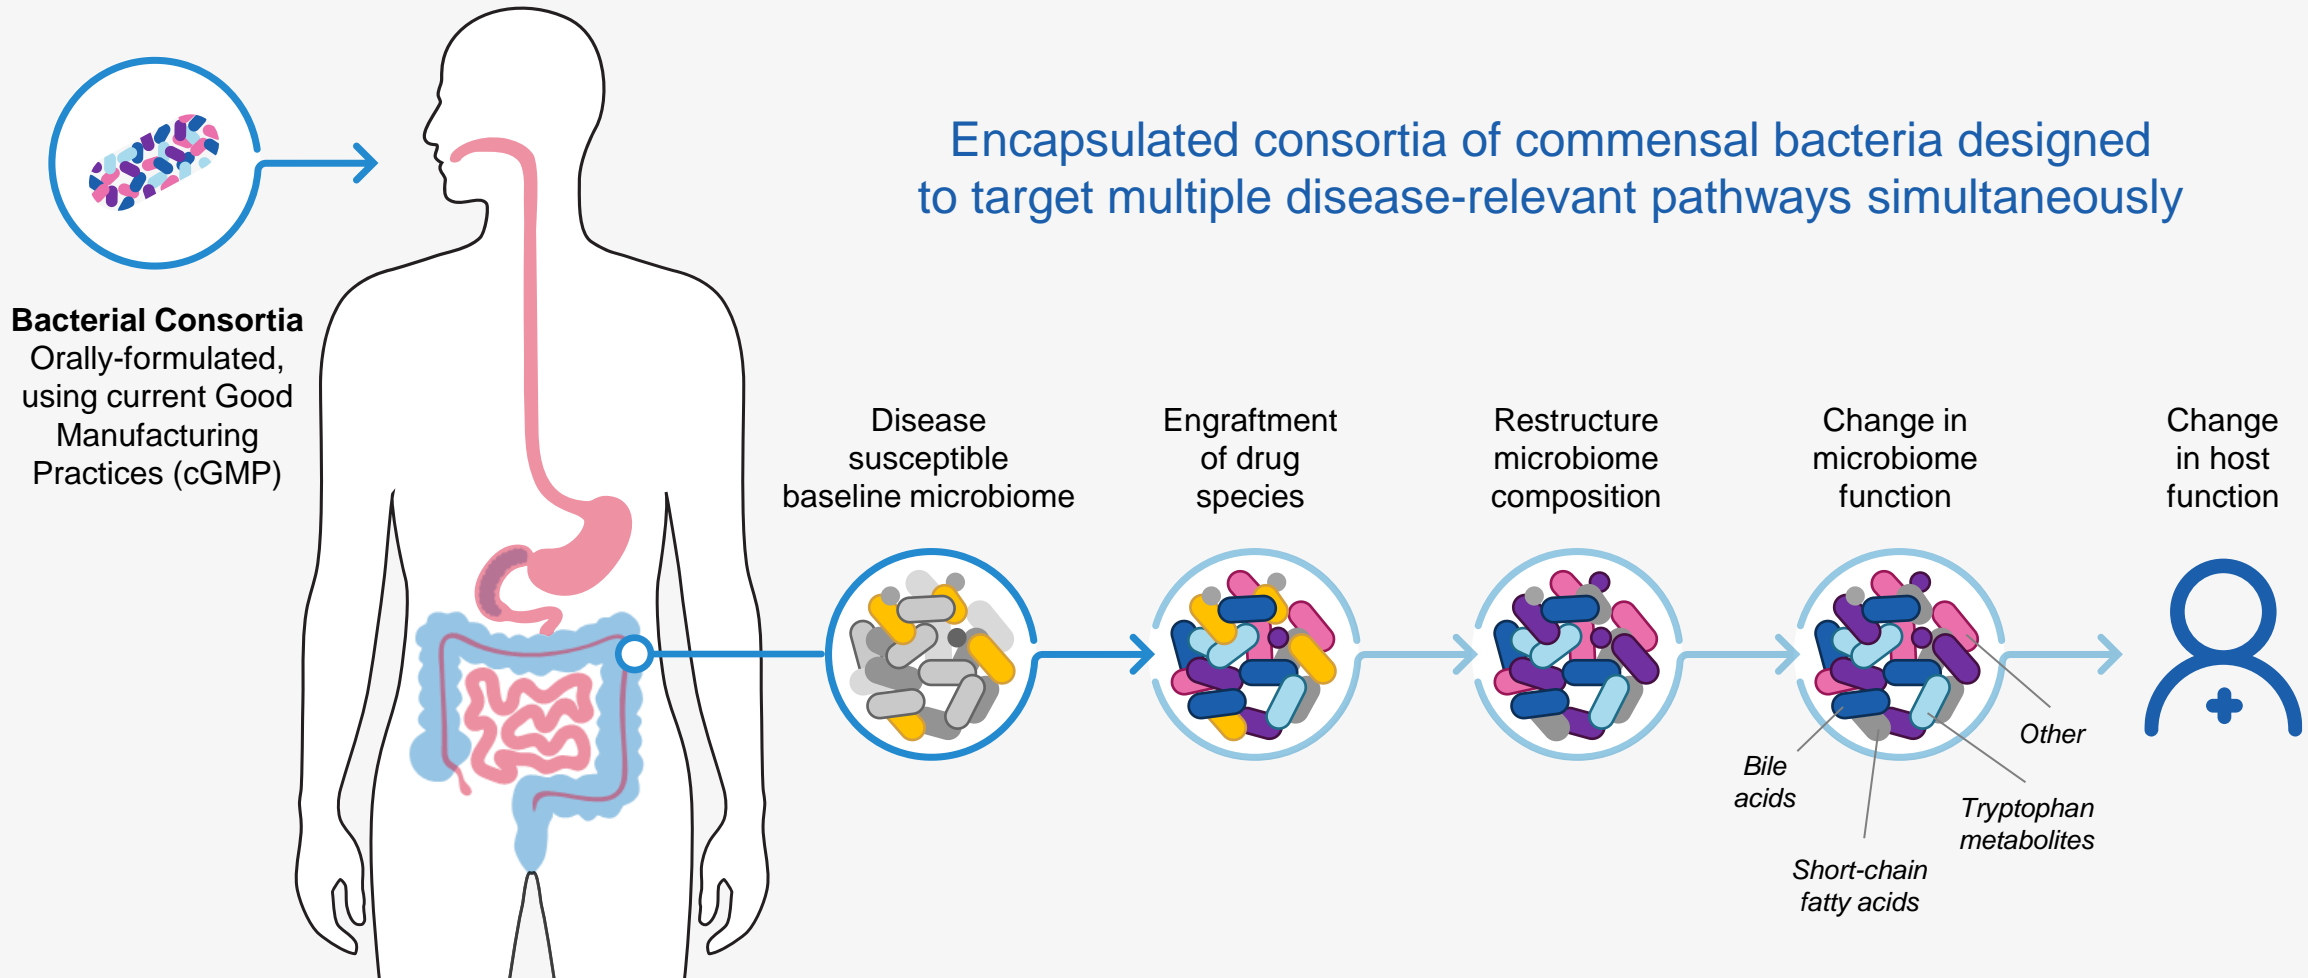 Encapsulated consortia of commensal bacteria designed
to target multiple disease-relevant pathways simultaneously
Bacterial Consortia
Orally-formulated,
using current Good
Manufacturing
Practices (cGMP)
Disease
susceptible
baseline microbiome
Engraftment
of drug
species
Restructure
microbiome
composition
Change in
microbiome
function
Change
in host
function
Bile
acids
Short-chain
fatty acids
Tryptophan
metabolites
Other